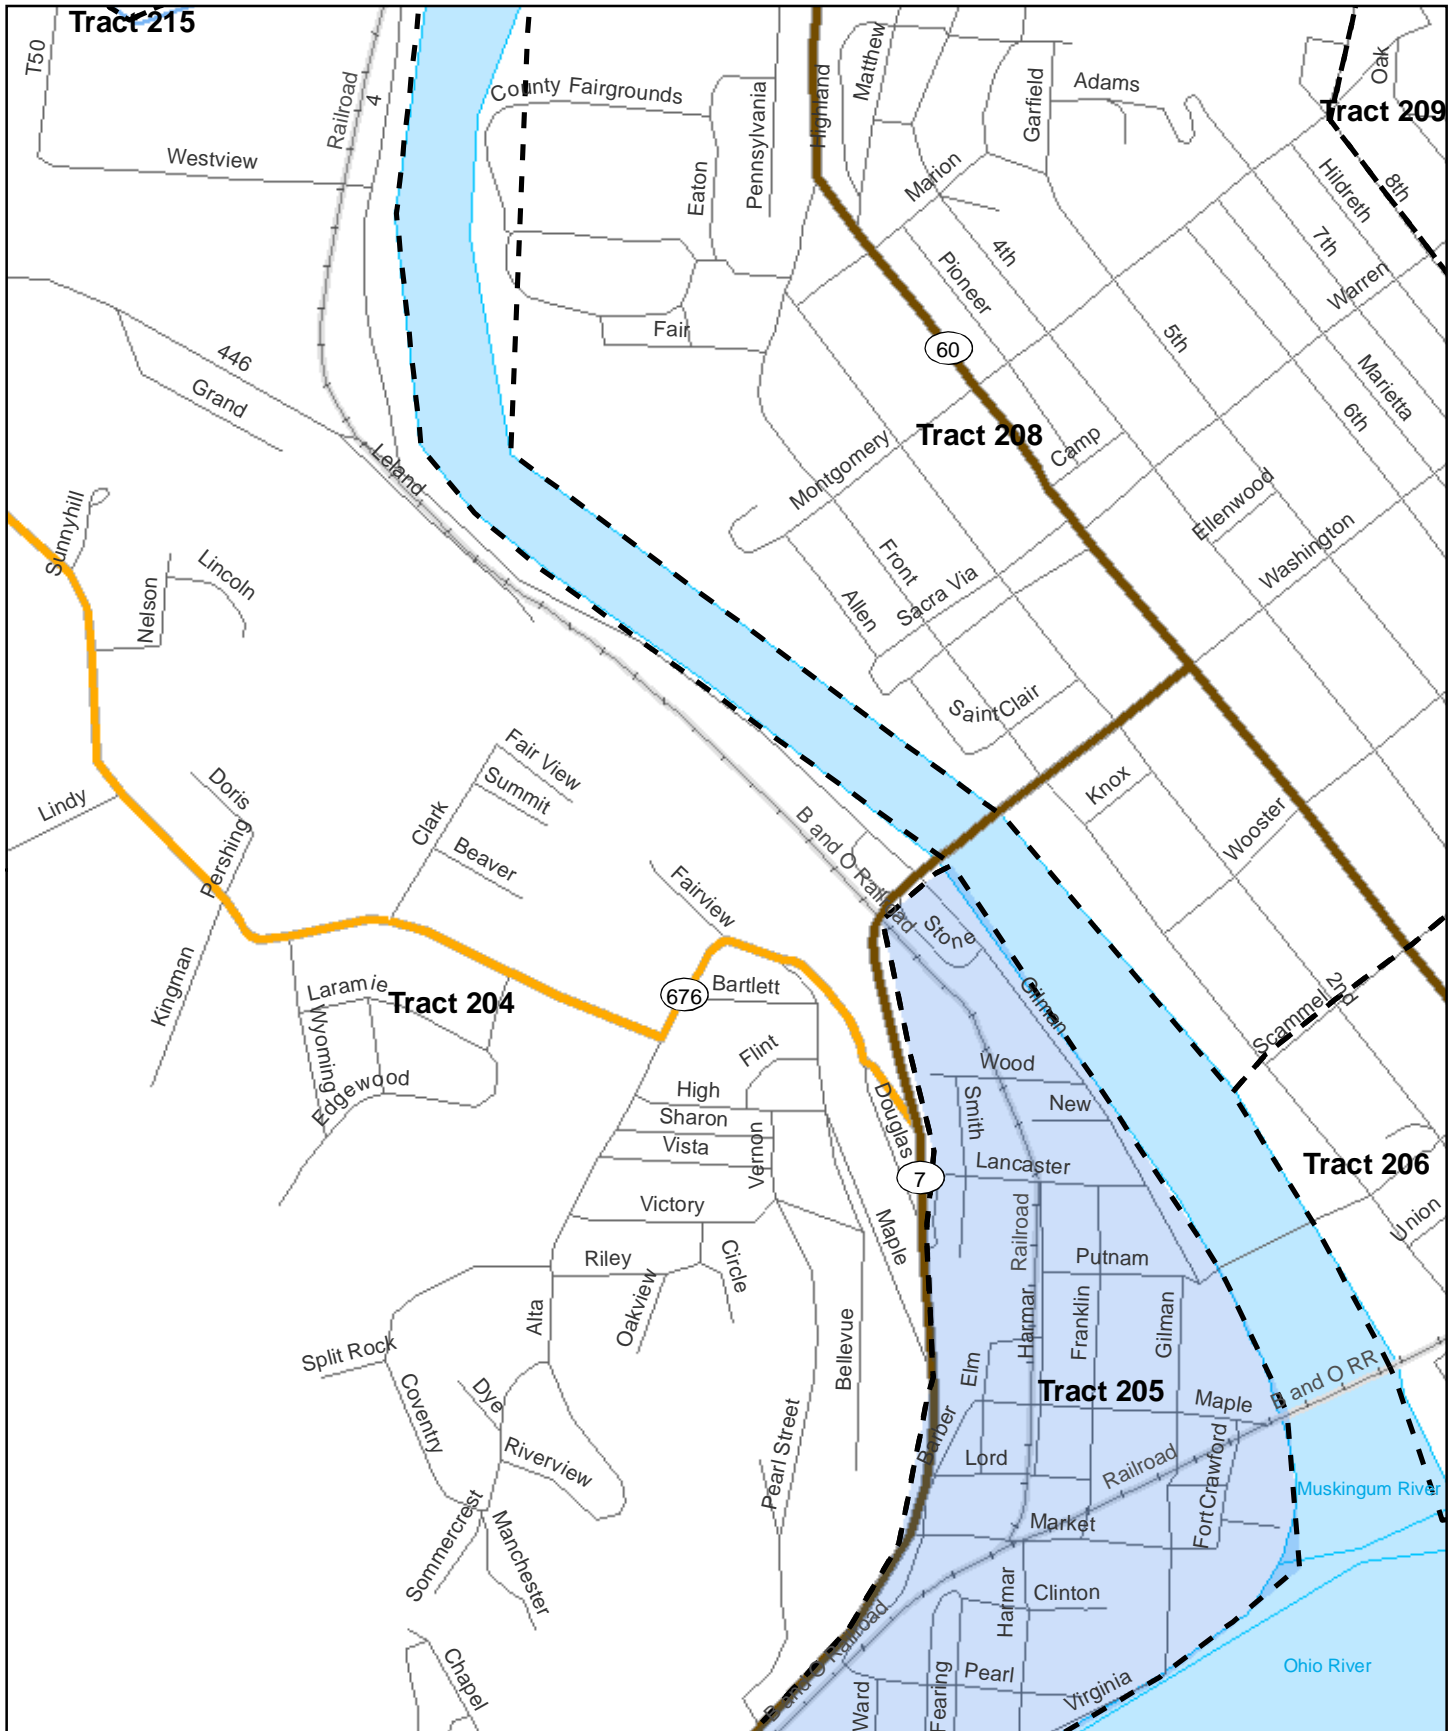 Tract 215
T50
Railroad
4
County Fairgrounds
Pennsylvania
Highland
Matthew
Garfield
Adams
Oak
Tract 209
Westview
Eaton
Marion
Hildreth
8th
7th
4th
Pioneer
Warren
446
Grand
Fair
60
5th
Marietta
6th
Leland
Montgomery
Tract 208
Camp
Ellenwood
Washington
Sunnyhill
Nelson
Lincoln
Front
Allen
Sacra Via
Saint Clair
Knox
Wooster
Fair View
Summit
Doris
Lindy
Clark
Beaver
Pershing
B and O Railroad
Fairview
Stone
Kingman
Laramie
Tract 204
676
Bartlett
Gilman
2nd
Scammel
Wyoming
Edgewood
Flint
High
Sharon
Vista
Vernon
Douglas
Wood
Smith
New
7
Lancaster
Tract 206
Union
Victory
Riley
Circle
Oakview
Maple
Railroad
Putnam
Alta
Split Rock
Bellevue
Harmar
Franklin
Gilman
Elm
Tract 205
Maple
B and O RR
Coventry
Dye
Riverview
Pearl Street
Barber
Lord
Railroad
Fort
Crawford
Muskingum River
Market
Sommercrest
Manchester
Harmar
Clinton
B and O Railroad
Chapel
Ward
Fearing
Pearl
Virginia
Ohio River